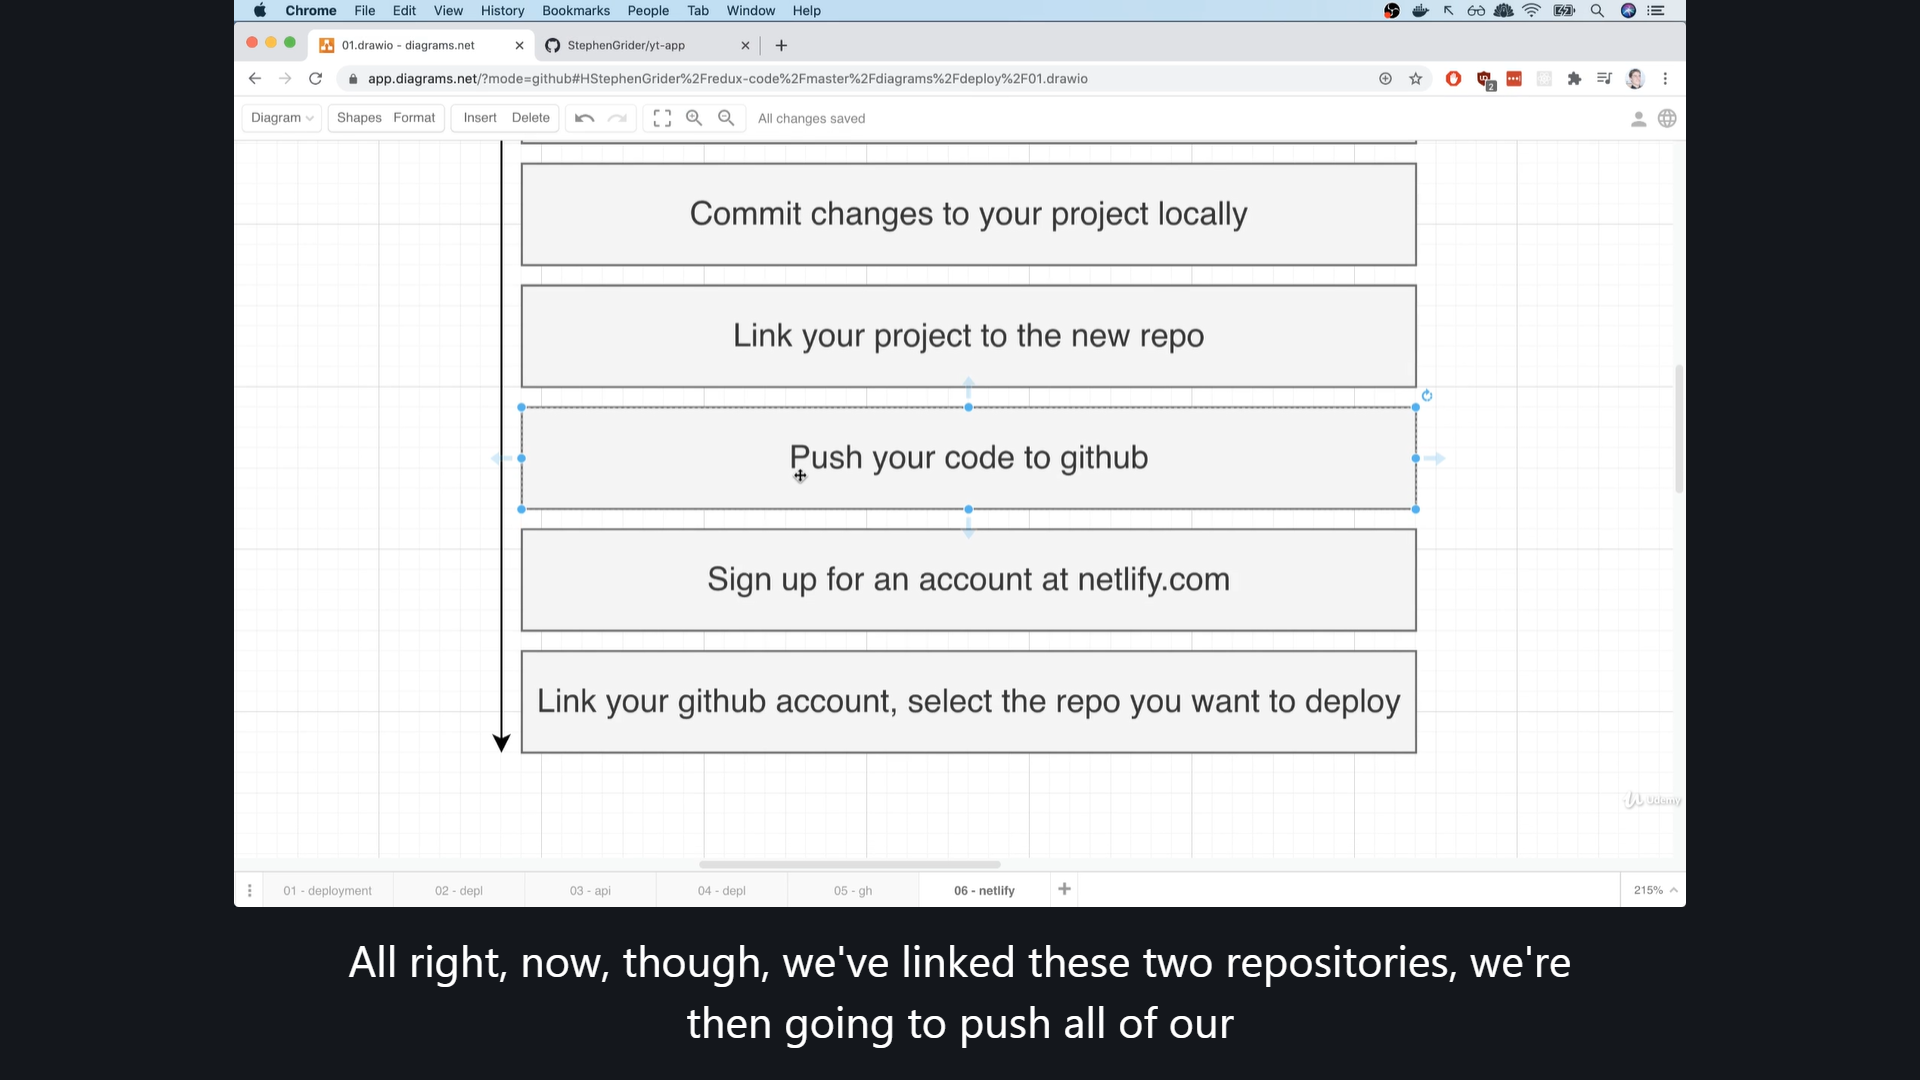 Chrome File Edit View History Bookmarks People Tab Window Help
01.drawio - diagrams.net
StephenGrider/yt-app
app.diagrams.net/?mode=github#HStephenGrider%2Fredux-code%2Fmaster%2Fdiagrams%2Fdeploy%2F01.drawio
2
Diagram Shapes Format Insert Delete All changes saved
Commit changes to your project locally
Link your project to the new repo
Push your code to github
Sign up for an account at netlify.com
Link your github account, select the repo you want to deploy
Udemy
01 - deployment 02 - depl 03 - api 04 - depl 05 - gh 06 - netlify 215%
All right, now, though, we've linked these two repositories, we're
then going to push all of our